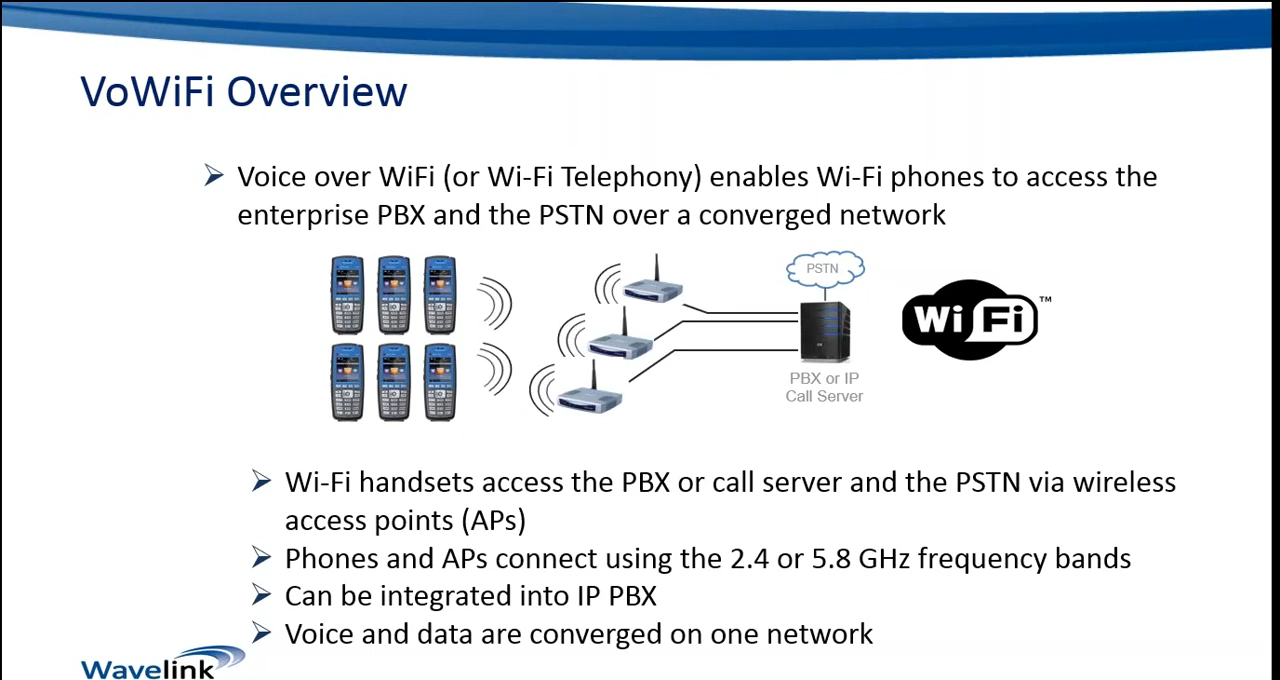 VoWiFi Overview
➢ Voice over WiFi (or Wi-Fi Telephony) enables Wi-Fi phones to access the
enterprise PBX and the PSTN over a converged network
PSTN
Wi Fi ™
PBX or IP
Call Server
➢ Wi-Fi handsets access the PBX or call server and the PSTN via wireless
access points (APs)
➢ Phones and APs connect using the 2.4 or 5.8 GHz frequency bands
➢ Can be integrated into IP PBX
➢ Voice and data are converged on one network
Wavelink